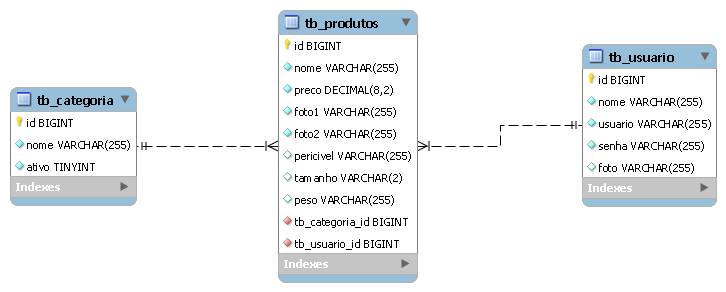 tb_categoria
id BIGINT
nome VARCHAR(255)
ativo TINYINT
Indexes
tb_produtos
id BIGINT
nome VARCHAR(255)
preco DECIMAL(8,2)
foto1 VARCHAR(255)
foto2 VARCHAR(255)
pericivel VARCHAR(255)
tamanho VARCHAR(2)
peso VARCHAR(255)
tb_categoria_id BIGINT
tb_usuario_id BIGINT
Indexes
tb_usuario
id BIGINT
nome VARCHAR(255)
usuario VARCHAR(255)
senha VARCHAR(255)
foto VARCHAR(255)
Indexes